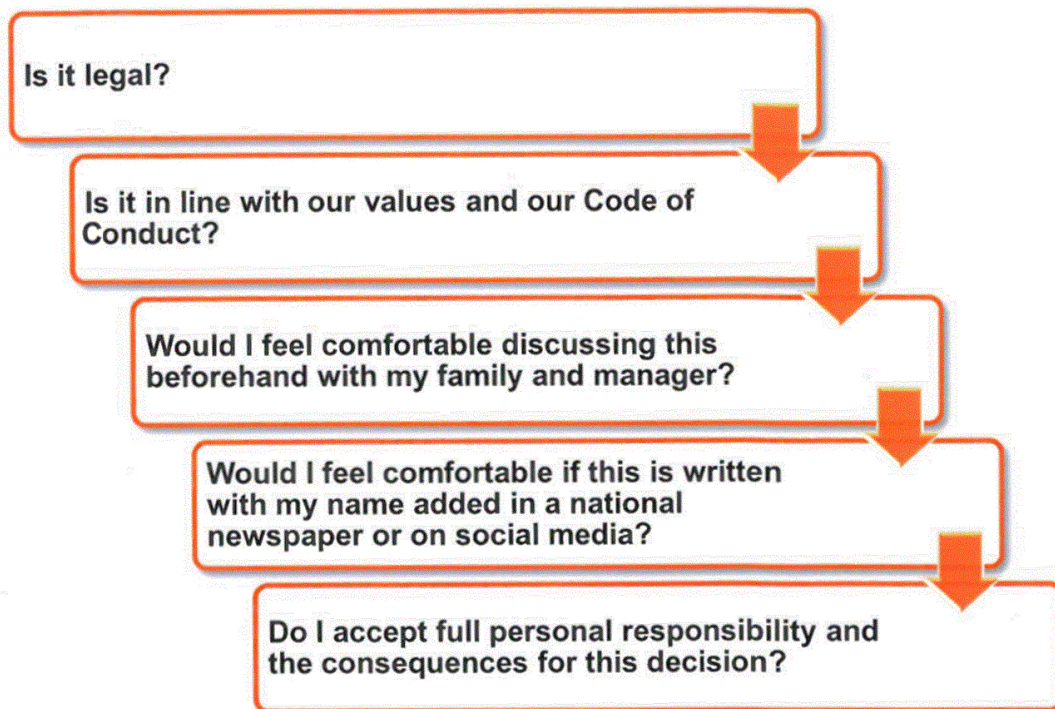 Is it legal?
Is it in line with our values and our Code of
Conduct?
Would I feel comfortable discussing this
beforehand with my family and manager?
Would I feel comfortable if this is written
with my name added in a national
newspaper or on social media?
Do I accept full personal responsibility and
the consequences for this decision?